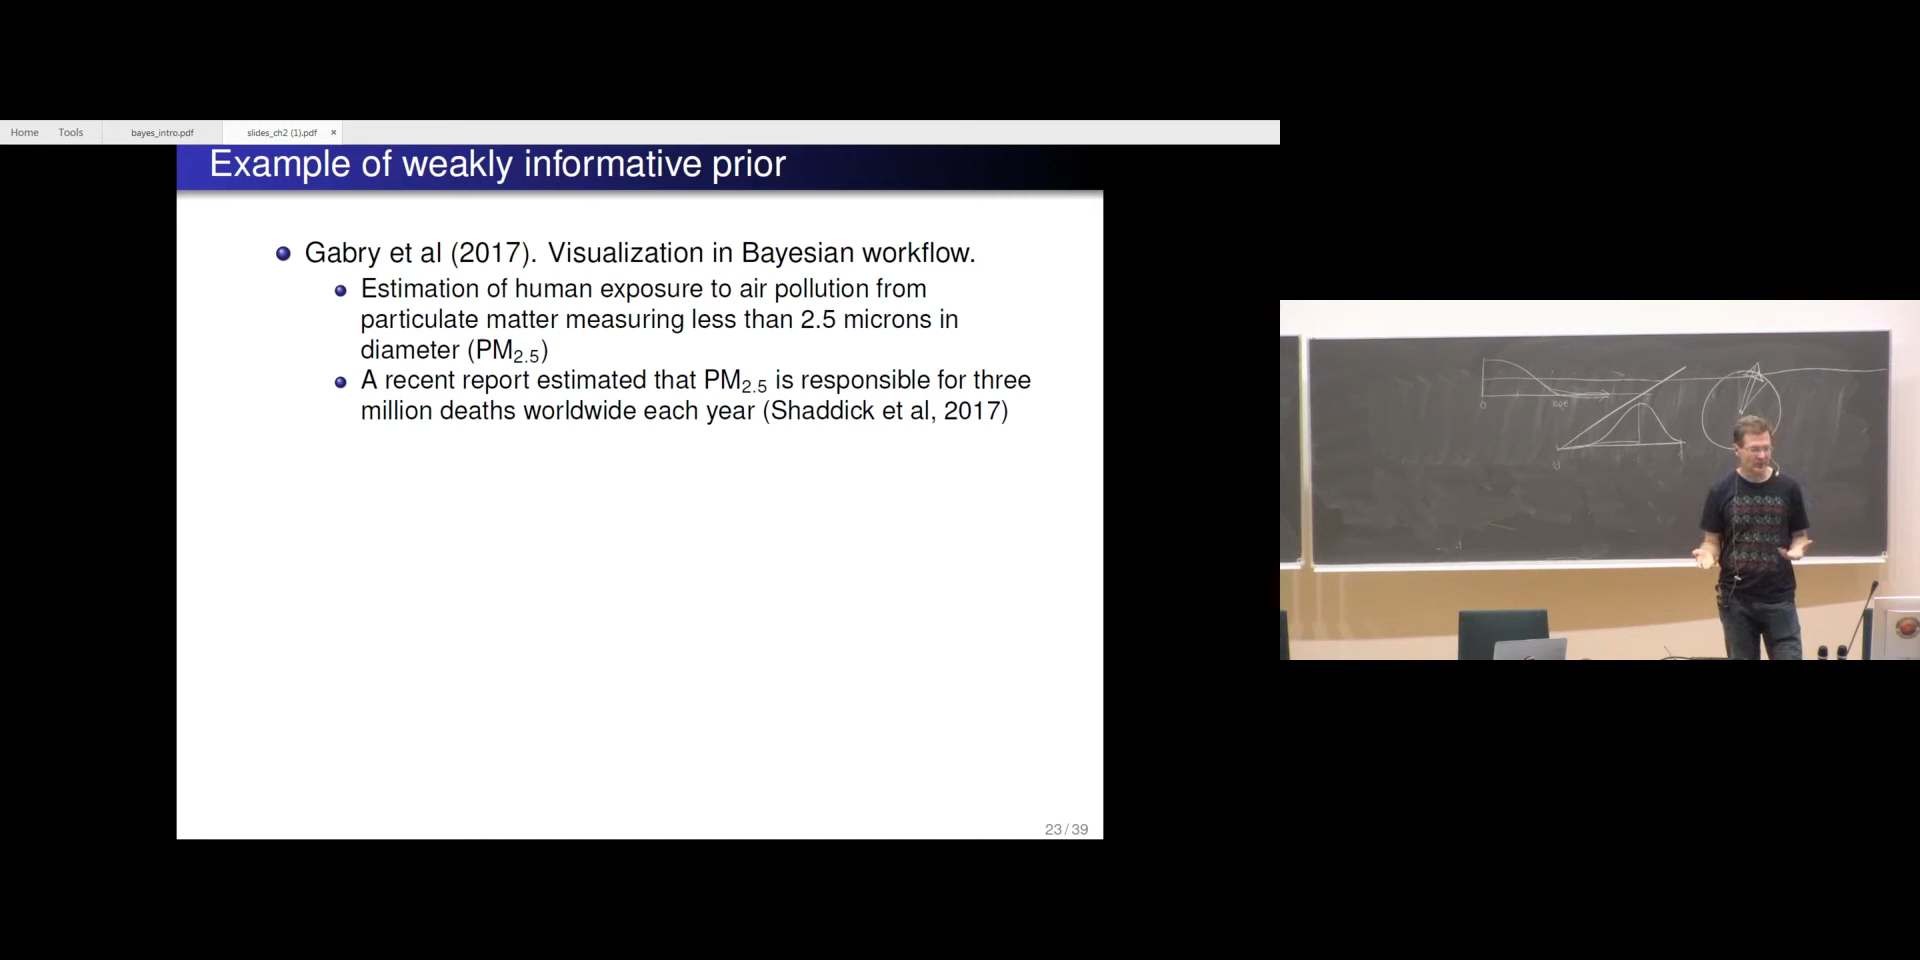 Home Tools bayes_intro.pdf slides_ch2 (1).pdf ×
Example of weakly informative prior
Gabry et al (2017). Visualization in Bayesian workflow.
Estimation of human exposure to air pollution from
particulate matter measuring less than 2.5 microns in
diameter (PM2.5)
A recent report estimated that PM2.5 is responsible for three
million deaths worldwide each year (Shaddick et al, 2017)
23 / 39
0
0